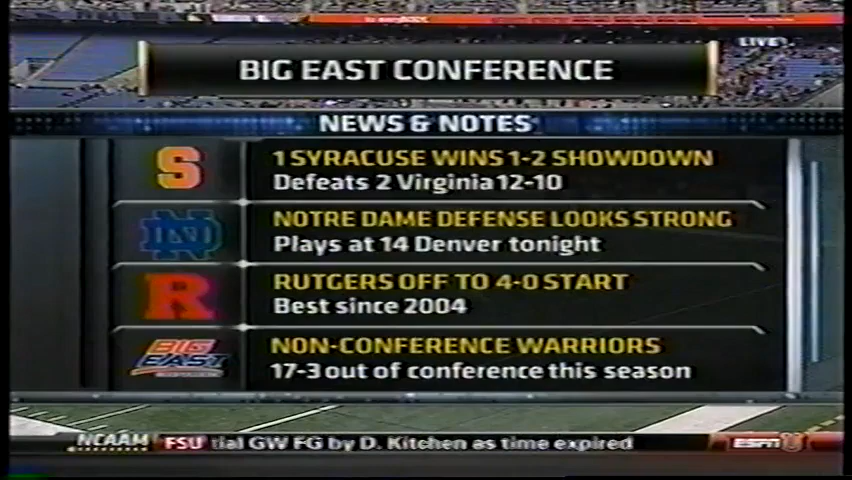 LIVE
BIG EAST CONFERENCE
NEWS & NOTES
S
1 SYRACUSE WINS 1-2 SHOWDOWN
Defeats 2 Virginia 12-10
ND
NOTRE DAME DEFENSE LOOKS STRONG
Plays at 14 Denver tonight
R
RUTGERS OFF TO 4-0 START
Best since 2004
BIG EAST
NON-CONFERENCE WARRIORS
17-3 out of conference this season
NCAAM FSU tial GW FG by D. Kitchen as time expired ESPN U